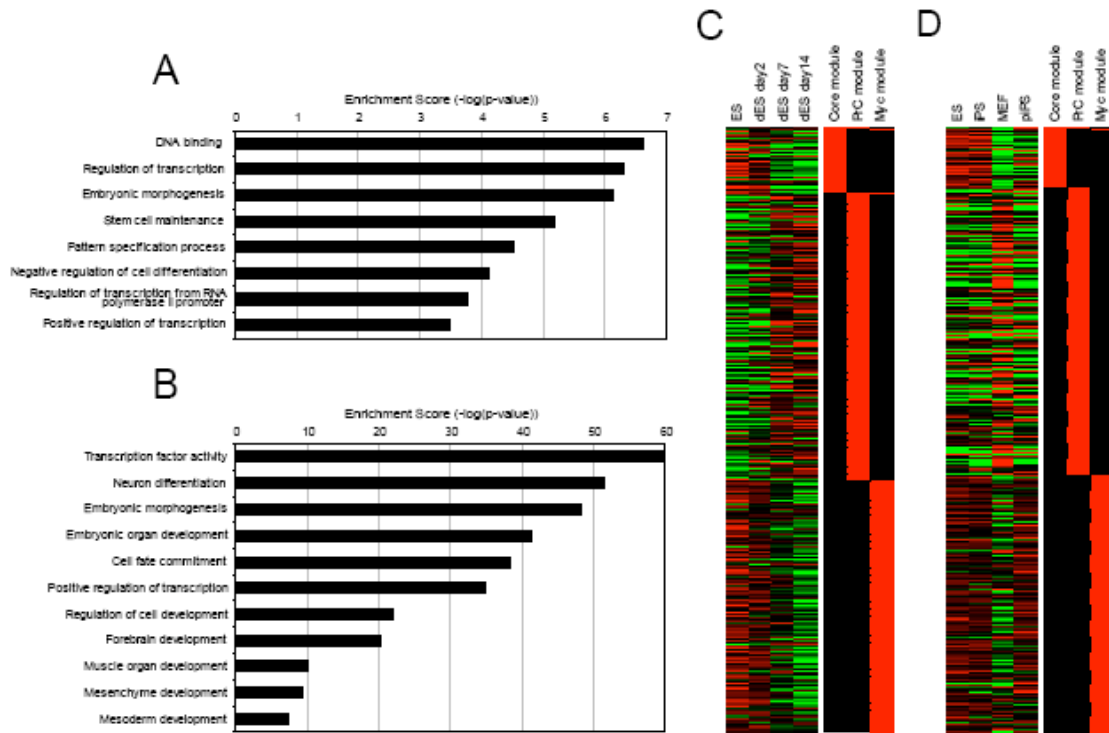 A
Enrichment Score (-log(p-value))
0 1 2 3 4 5 6 7
DNA binding
Regulation of transcription
Embryonic morphogenesis
Stem cell maintenance
Pattern specification process
Negative regulation of cell differentiation
Regulation of transcription from RNA
polymerase II promoter
Positive regulation of transcription
B
Enrichment Score (-log(p-value))
0 10 20 30 40 50 60
Transcription factor activity
Neuron differentiation
Embryonic morphogenesis
Embryonic organ development
Cell fate commitment
Positive regulation of transcription
Regulation of cell development
Forebrain development
Muscle organ development
Mesenchyme development
Mesoderm development
C
ES
dES day2
dES day7
dES day14
Core module
PrC module
Myc module
D
ES
iPS
MEF
piPS
Core module
PrC module
Myc module